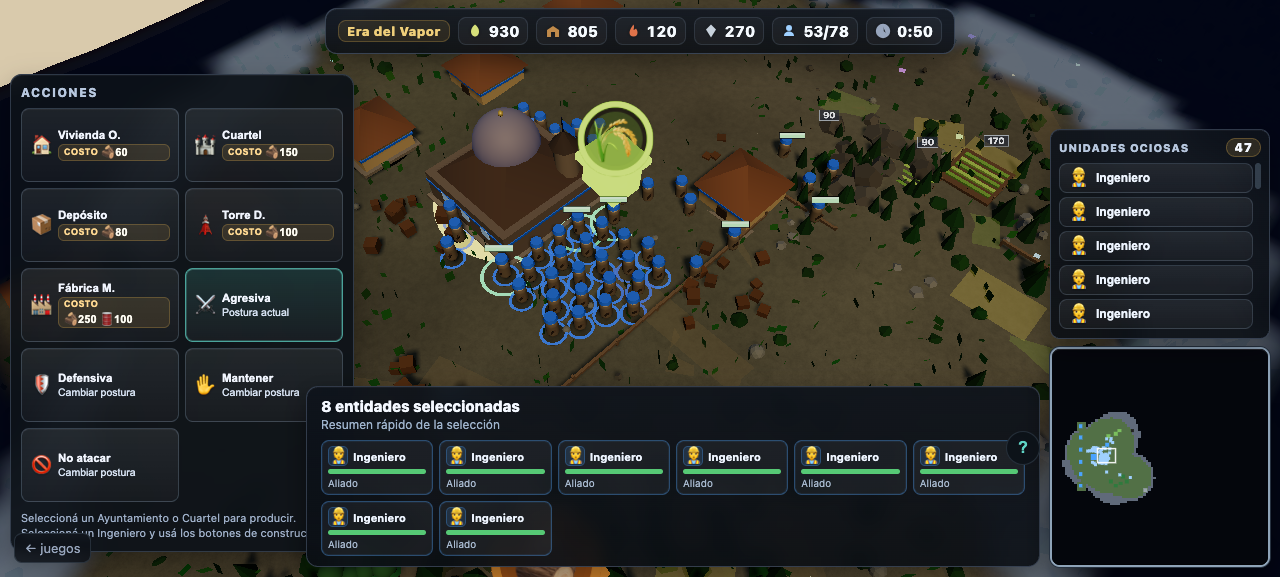 Era del Vapor 930 805 120 270 53/78 0:50
ACCIONES
Vivienda O.
COSTO 60
Cuartel
COSTO 150
Depósito
COSTO 80
Torre D.
COSTO 100
Fábrica M.
COSTO
250 100
Agresiva
Postura actual
Defensiva
Cambiar postura
Mantener
Cambiar postura
No atacar
Cambiar postura
Seleccioná un Ayuntamiento o Cuartel para producir.
Seleccioná un Ingeniero y usá los botones de construc
← juegos
90
90
170
UNIDADES OCIOSAS 47
Ingeniero
Ingeniero
Ingeniero
Ingeniero
Ingeniero
8 entidades seleccionadas
Resumen rápido de la selección
?
Ingeniero
Aliado
Ingeniero
Aliado
Ingeniero
Aliado
Ingeniero
Aliado
Ingeniero
Aliado
Ingeniero
Aliado
Ingeniero
Aliado
Ingeniero
Aliado